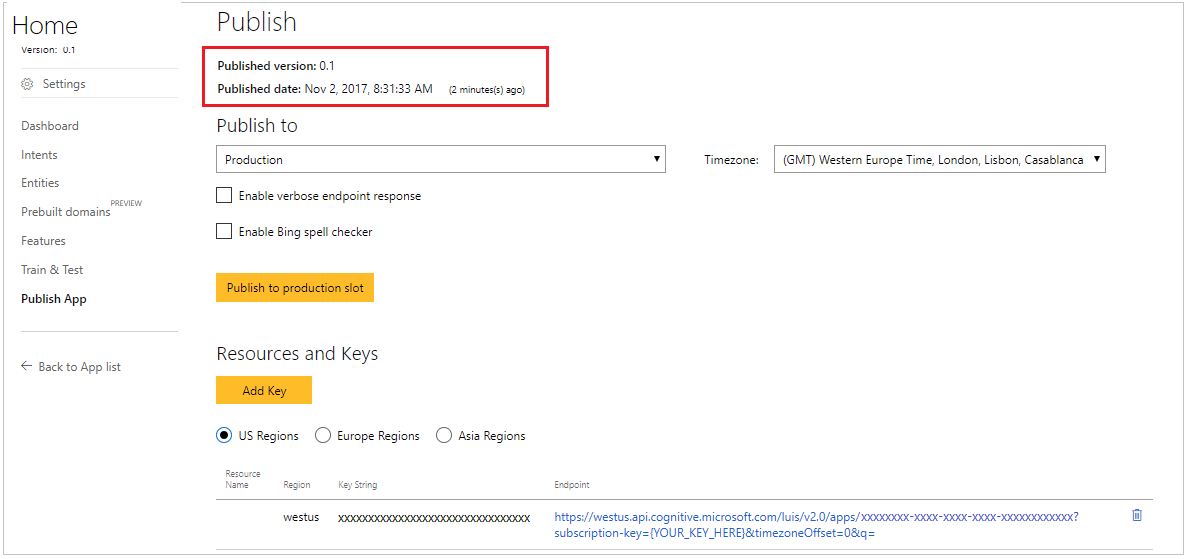 Home
Version: 0.1
Settings
Dashboard
Intents
Entities
Prebuilt domains PREVIEW
Features
Train & Test
Publish App
Back to App list
Publish
Published version: 0.1
Published date: Nov 2, 2017, 8:31:33 AM (2 minutes(s) ago)
Publish to
Production
Timezone: (GMT) Western Europe Time, London, Lisbon, Casablanca
Enable verbose endpoint response
Enable Bing spell checker
Publish to production slot
Resources and Keys
Add Key
US Regions Europe Regions Asia Regions
Resource Name Region Key String Endpoint
westus xxxxxxxxxxxxxxxxxxxxxxxxxxxxxxxx https://westus.api.cognitive.microsoft.com/luis/v2.0/apps/xxxxxxxx-xxxx-xxxx-xxxx-xxxxxxxxxxxx?
subscription-key={YOUR_KEY_HERE}&timezoneOffset=0&q=